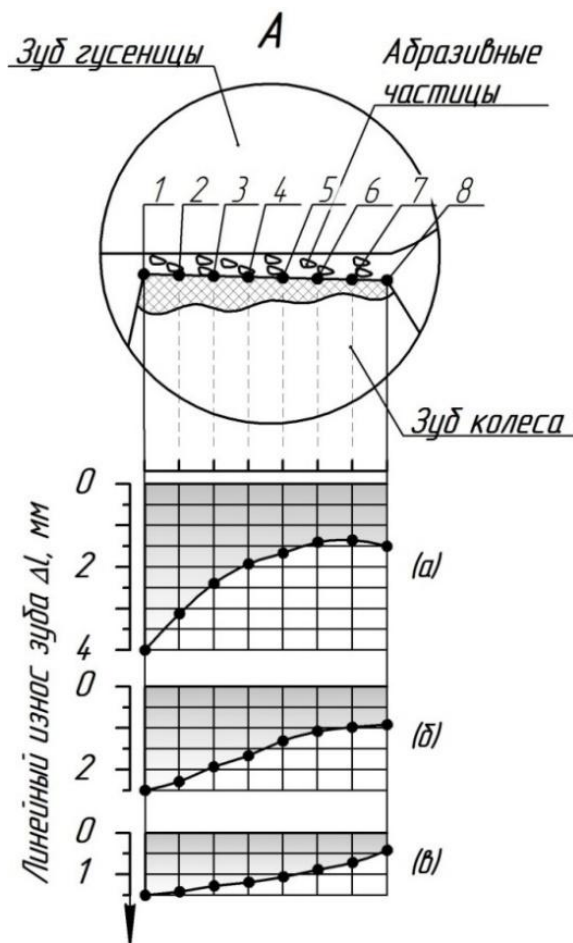 А
Зуб гусеницы
Абразивные
частицы
1 2 3 4 5 6 7 8
Зуб колеса
Линейный износ зуба Δl, мм
0
2
4
(а)
0
2
(б)
0
1
(в)